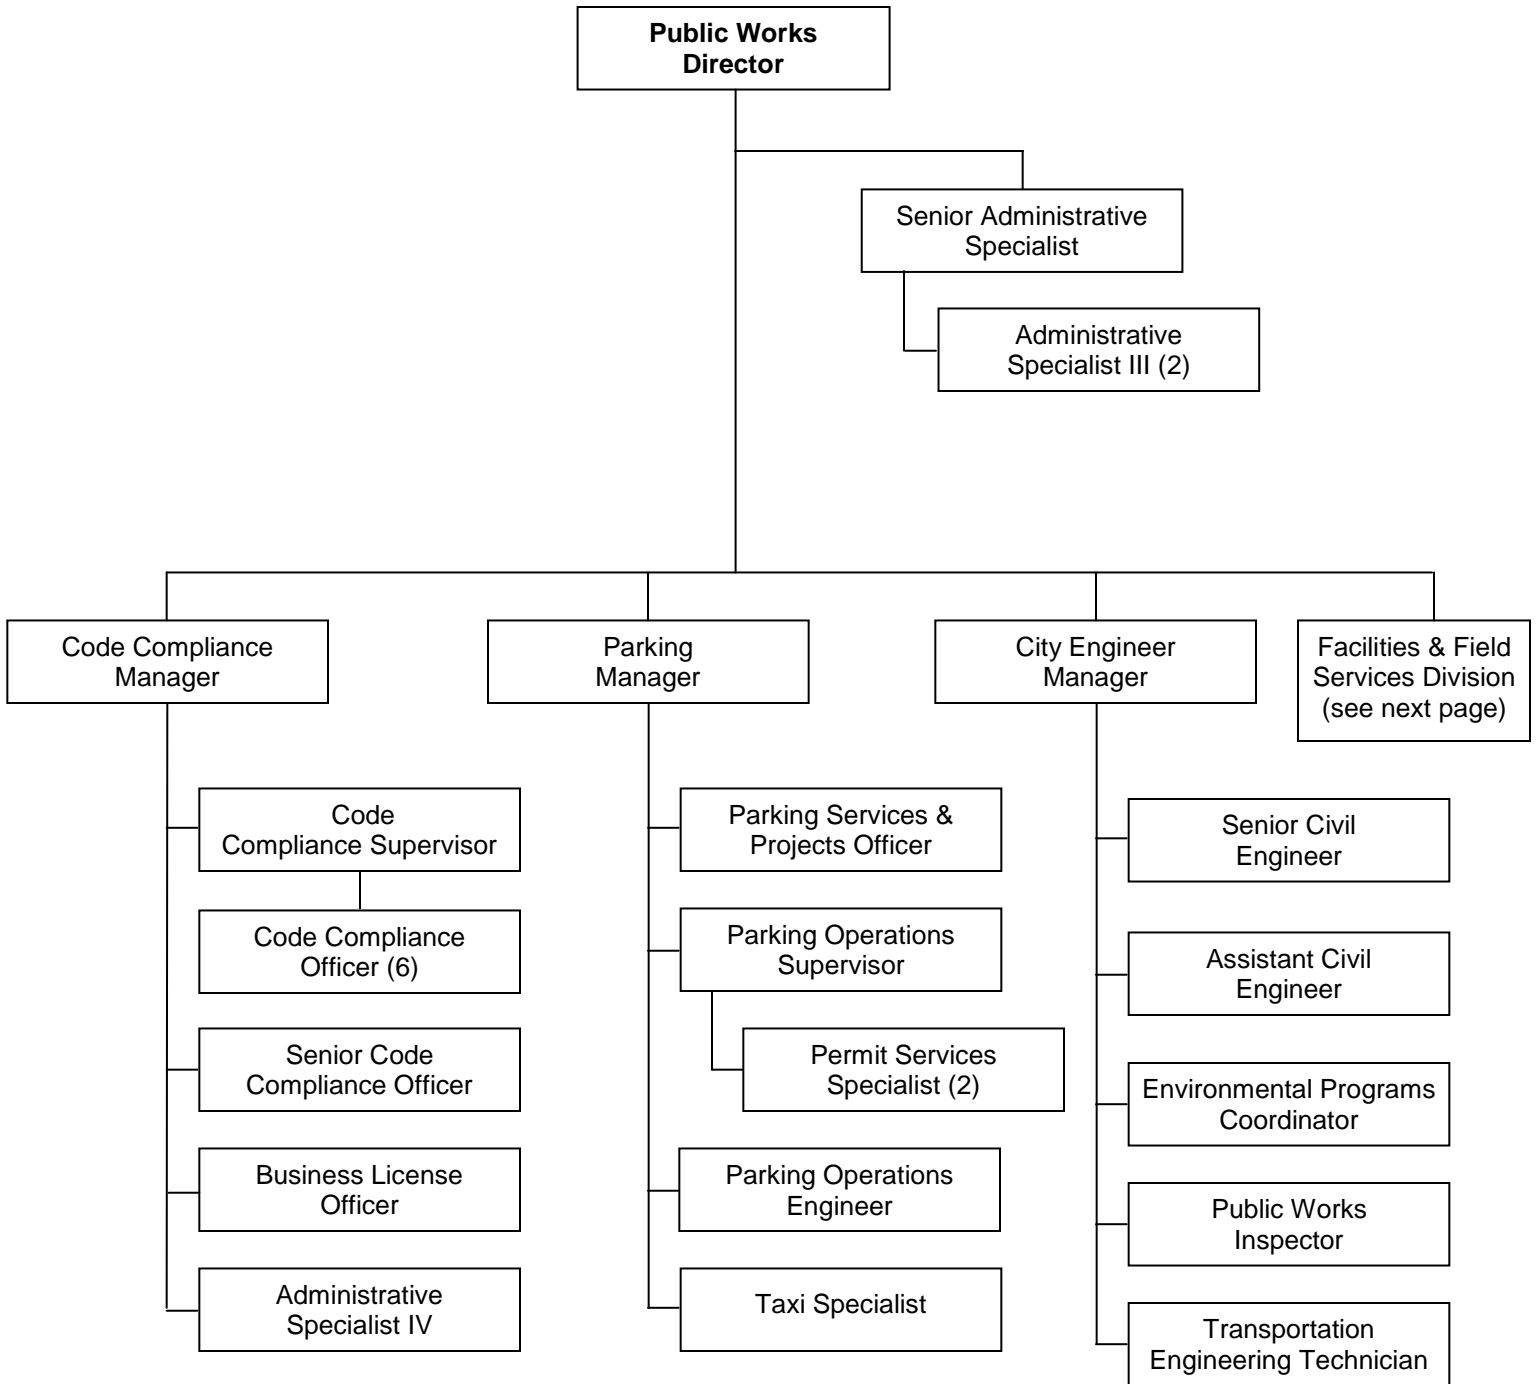 Public Works
Director
Senior Administrative
Specialist
Administrative
Specialist III (2)
Code Compliance
Manager
Parking
Manager
City Engineer
Manager
Facilities & Field
Services Division
(see next page)
Code
Compliance Supervisor
Code Compliance
Officer (6)
Senior Code
Compliance Officer
Business License
Officer
Administrative
Specialist IV
Parking Services &
Projects Officer
Parking Operations
Supervisor
Permit Services
Specialist (2)
Parking Operations
Engineer
Taxi Specialist
Senior Civil
Engineer
Assistant Civil
Engineer
Environmental Programs
Coordinator
Public Works
Inspector
Transportation
Engineering Technician